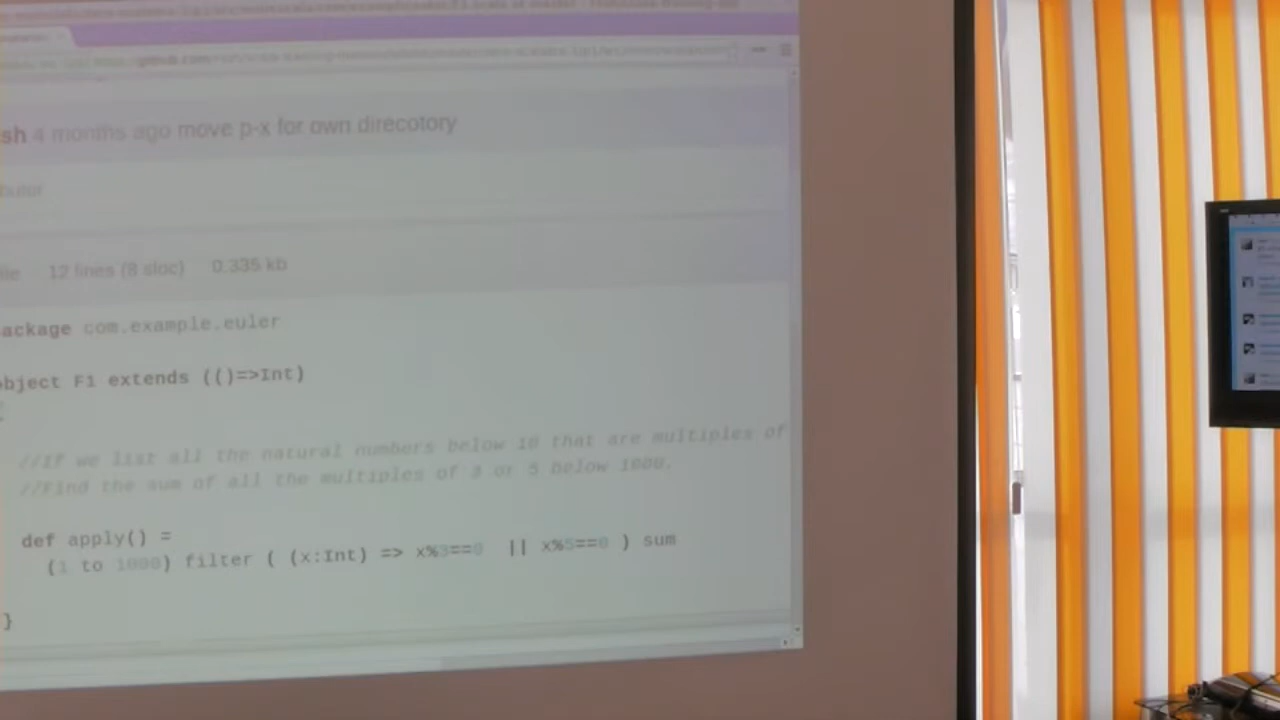 sh 4 months ago move p-x for own direcotory
12 lines (8 sloc) 0.335 kb
ackage com.example.euler
object F1 extends (()=>Int)
{
//If we list all the natural numbers below 10 that are multiples of
//Find the sum of all the multiples of 3 or 5 below 1000.
def apply() =
(1 to 1000) filter ( (x:Int) => x%3==0 || x%5==0 ) sum
}